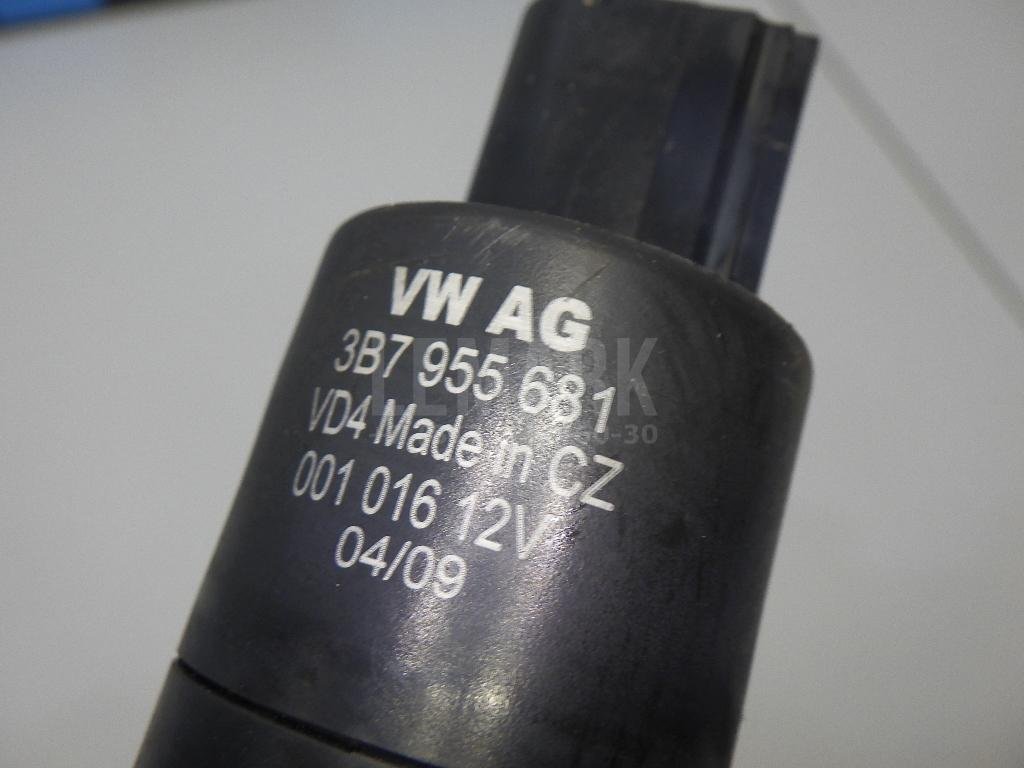 VW AG
3B7 955 681
VD4 Made in CZ
001 016 12V
04/09